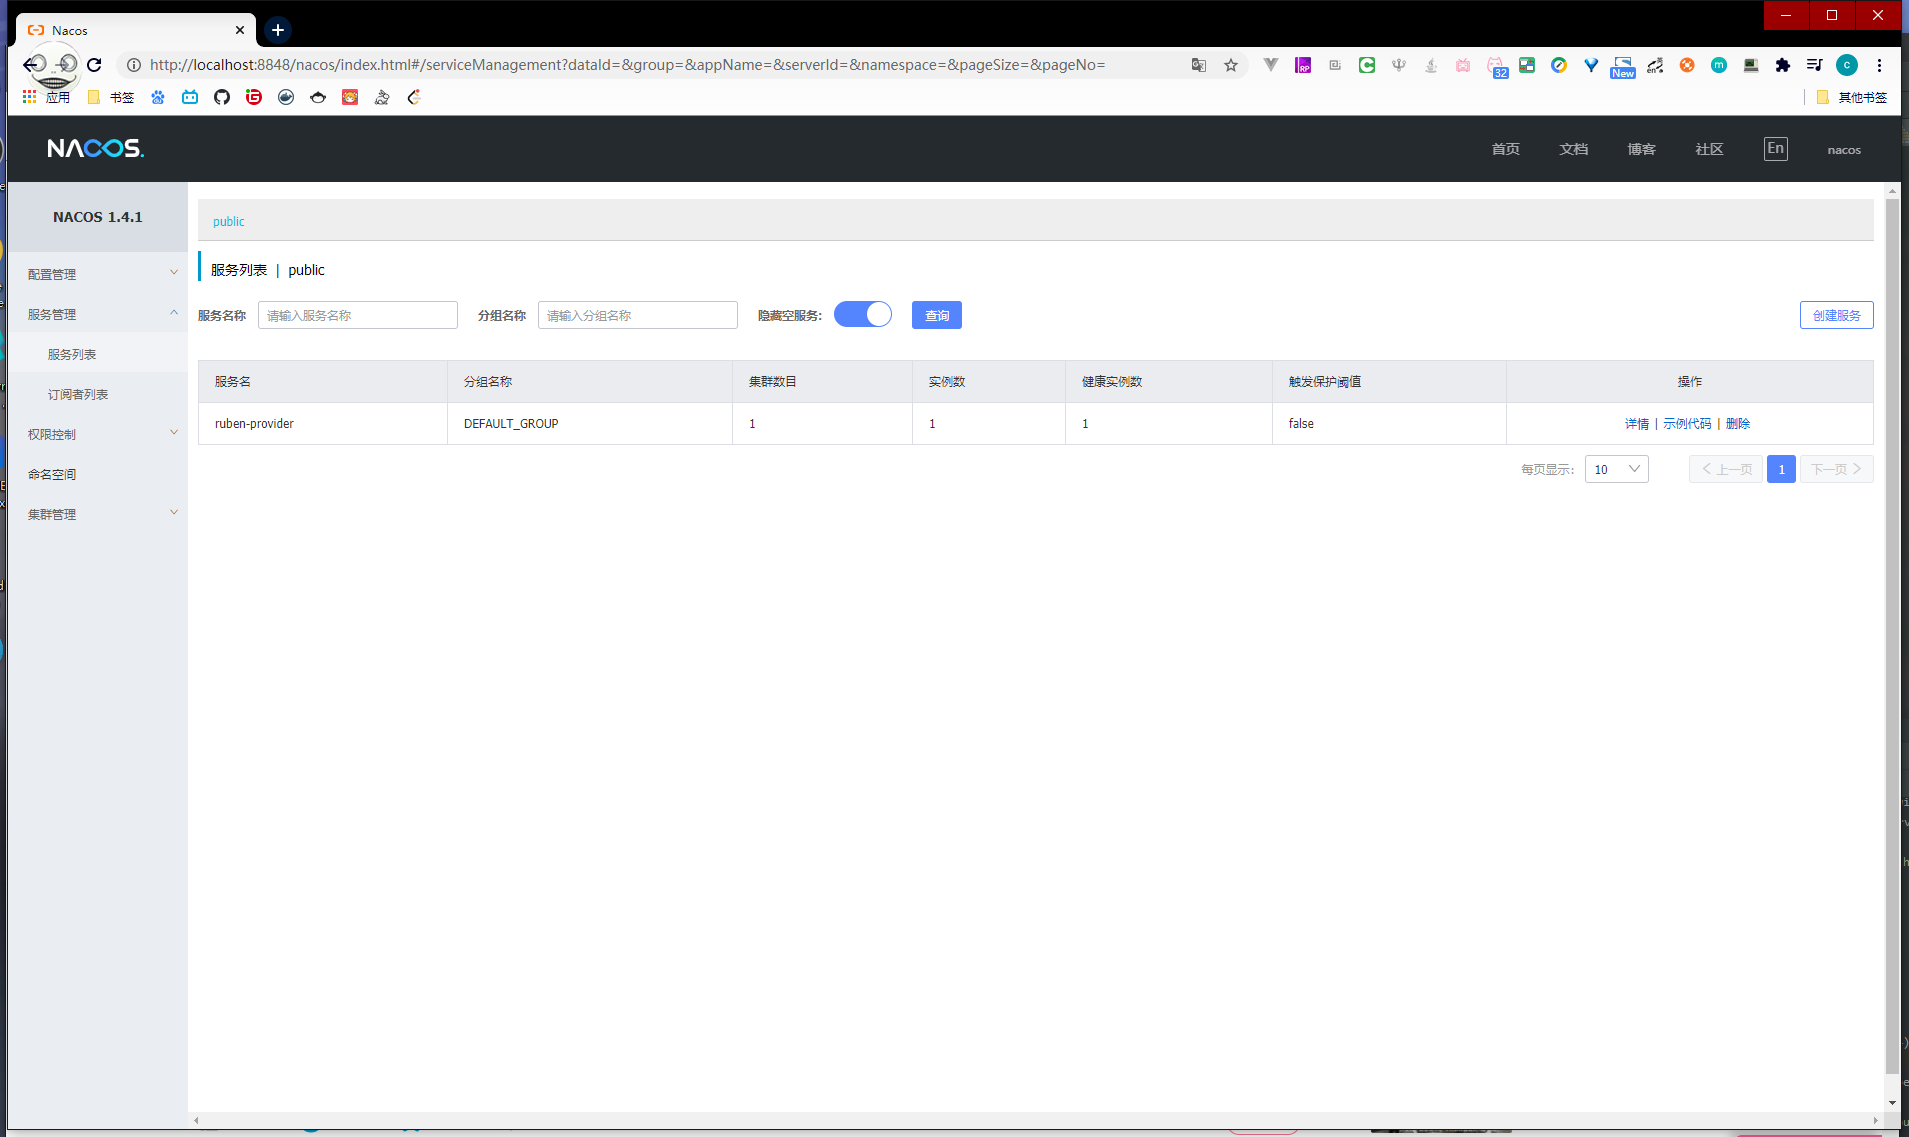 Nacos
http://localhost:8848/nacos/index.html#/serviceManagement?dataId=&group=&appName=&serverId=&namespace=&pageSize=&pageNo=
RP
32
New
en
m
c
应用
书签
其他书签
NACOS.
首页
文档
博客
社区
En
nacos
NACOS 1.4.1
配置管理
服务管理
服务列表
订阅者列表
权限控制
命名空间
集群管理
public
服务列表 | public
服务名称 请输入服务名称 分组名称 请输入分组名称 隐藏空服务: 查询 创建服务
服务名 分组名称 集群数目 实例数 健康实例数 触发保护阈值 操作
ruben-provider DEFAULT_GROUP 1 1 1 false 详情 | 示例代码 | 删除
每页显示: 10 上一页 1 下一页